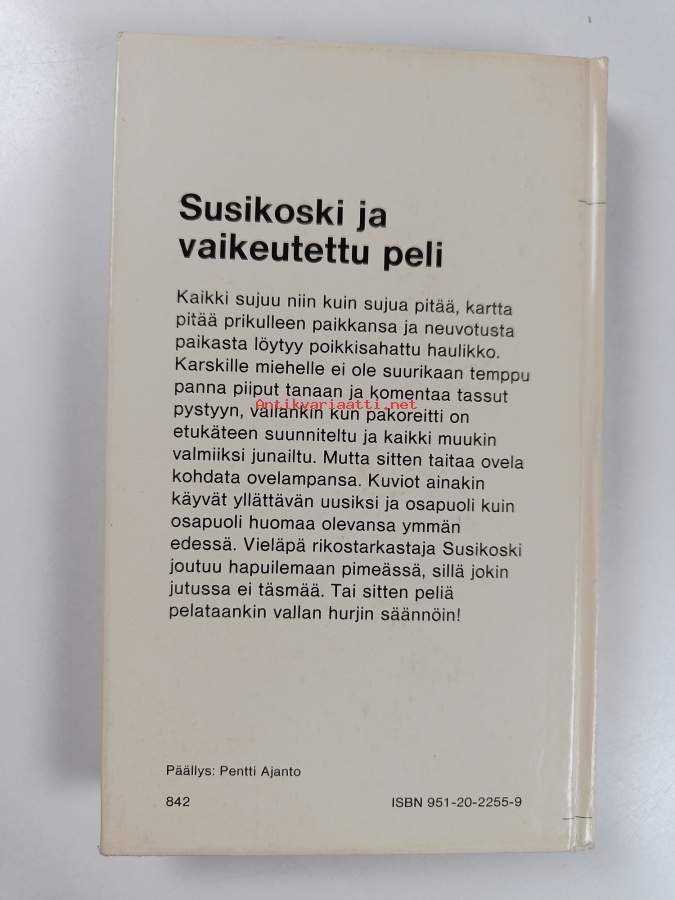 Susikoski ja
vaikeutettu peli
Kaikki sujuu niin kuin sujua pitää, kartta
pitää prikulleen paikkansa ja neuvotusta
paikasta löytyy poikkisahattu haulikko.
Karskille miehelle ei ole suurikaan temppu
panna piiput tanaan ja komentaa tassut
pystyyn, vallankin kun pakoreitti on
Antikvariaatti.net
etukäteen suunniteltu ja kaikki muukin
valmiiksi junailtu. Mutta sitten taitaa ovela
kohdata ovelampansa. Kuviot ainakin
käyvät yllättävän uusiksi ja osapuoli kuin
osapuoli huomaa olevansa ymmän
edessä. Vieläpä rikostarkastaja Susikoski
joutuu hapuilemaan pimeässä, sillä jokin
jutussa ei täsmää. Tai sitten peliä
pelataankin vallan hurjin säännöin!
Päällys: Pentti Ajanto
842 ISBN 951-20-2255-9